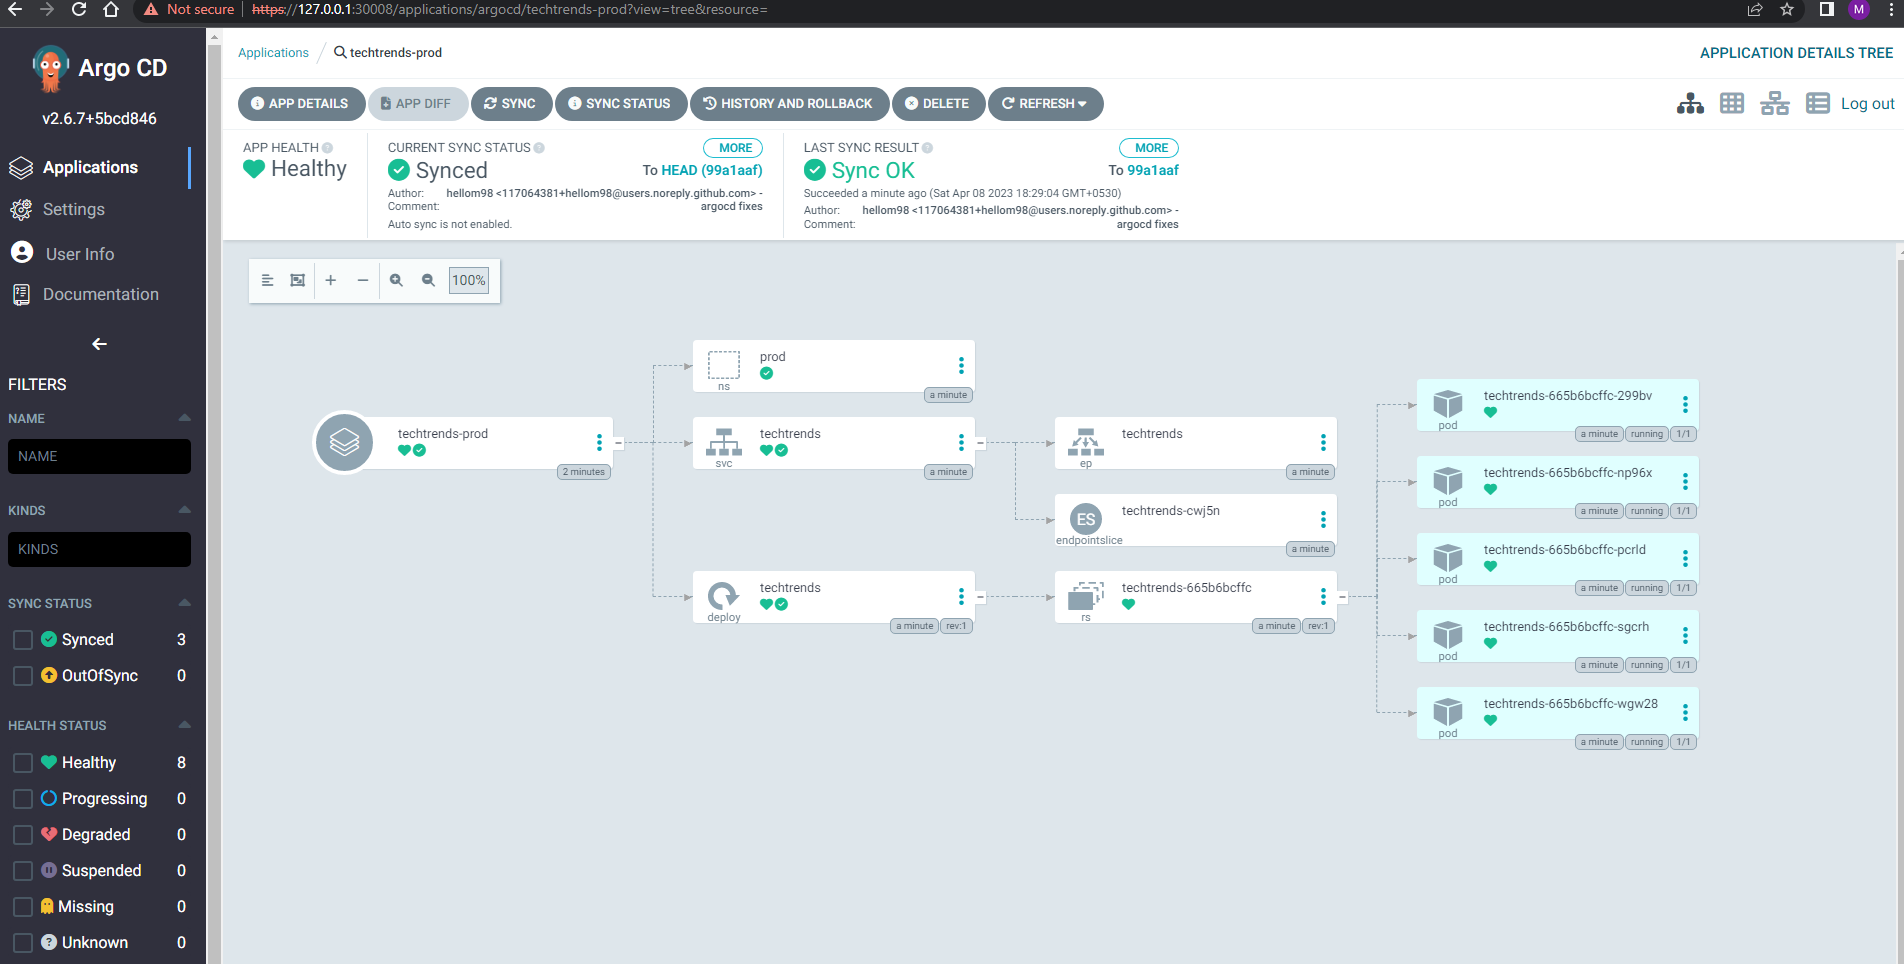 Not secure https://127.0.0.1:30008/applications/argocd/techtrends-prod?view=tree&resource= M
Argo CD
v2.6.7+5bcd846
Applications
Settings
User Info
Documentation
FILTERS
NAME
NAME
KINDS
KINDS
SYNC STATUS
Synced 3
OutOfSync 0
HEALTH STATUS
Healthy 8
Progressing 0
Degraded 0
Suspended 0
Missing 0
Unknown 0
Applications / techtrends-prod
APPLICATION DETAILS TREE
APP DETAILS APP DIFF SYNC SYNC STATUS HISTORY AND ROLLBACK DELETE REFRESH
Log out
APP HEALTH
Healthy
CURRENT SYNC STATUS MORE
Synced To HEAD (99a1aaf)
Author: hellom98 <117064381+hellom98@users.noreply.github.com> -
Comment: argocd fixes
Auto sync is not enabled.
LAST SYNC RESULT MORE
Sync OK To 99a1aaf
Succeeded a minute ago (Sat Apr 08 2023 18:29:04 GMT+0530)
Author: hellom98 <117064381+hellom98@users.noreply.github.com> -
Comment: argocd fixes
100%
techtrends-prod
2 minutes
prod
ns
a minute
techtrends
svc
a minute
techtrends
deploy
a minute rev:1
techtrends
ep
a minute
ES
techtrends-cwj5n
endpointslice
a minute
techtrends-665b6bcffc
rs
a minute rev:1
techtrends-665b6bcffc-299bv
pod
a minute running 1/1
techtrends-665b6bcffc-np96x
pod
a minute running 1/1
techtrends-665b6bcffc-pcrld
pod
a minute running 1/1
techtrends-665b6bcffc-sgcrh
pod
a minute running 1/1
techtrends-665b6bcffc-wgw28
pod
a minute running 1/1